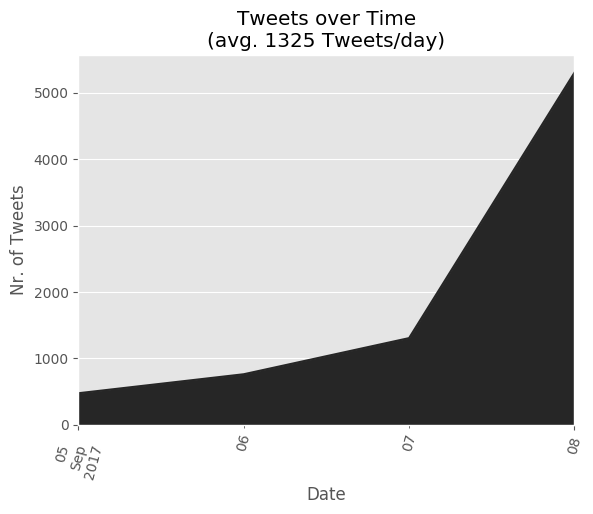 Tweets over Time
(avg. 1325 Tweets/day)
Nr. of Tweets
5000
4000
3000
2000
1000
0
05
Sep
2017
06
07
08
Date